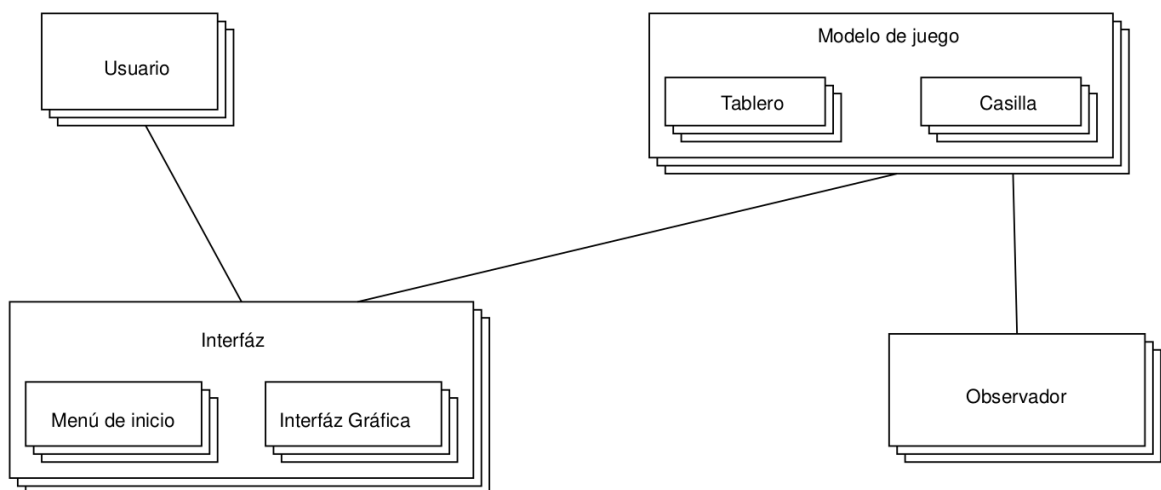 Usuario
Modelo de juego
Tablero
Casilla
Interfáz
Menú de inicio
Interfáz Gráfica
Observador